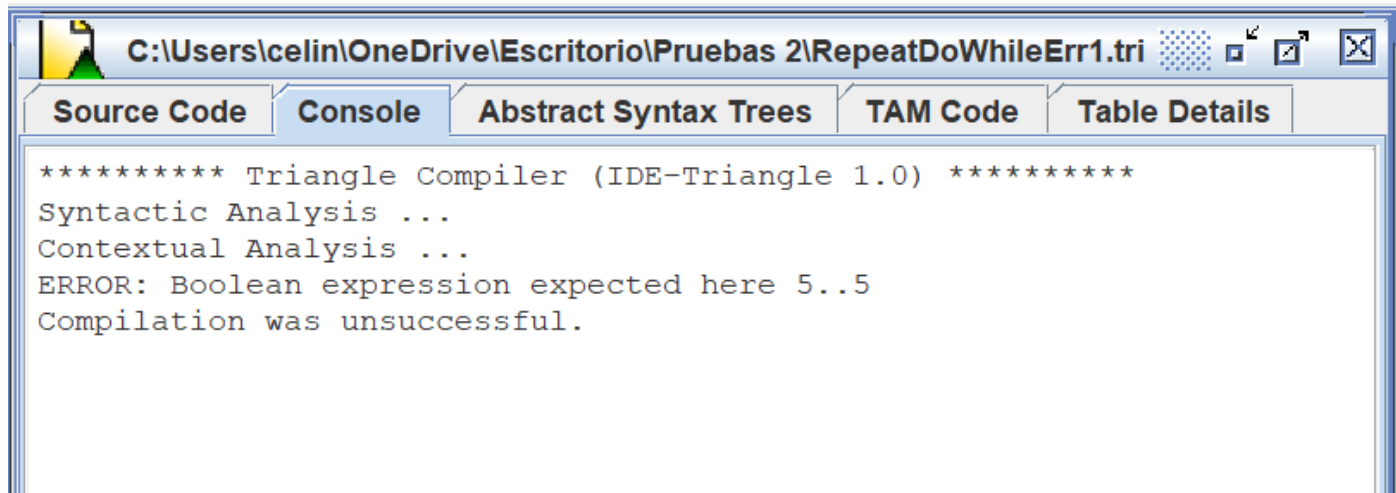 C:\Users\celin\OneDrive\Escritorio\Pruebas 2\RepeatDoWhileErr1.tri
Source Code Console Abstract Syntax Trees TAM Code Table Details
********** Triangle Compiler (IDE-Triangle 1.0) **********
Syntactic Analysis ...
Contextual Analysis ...
ERROR: Boolean expression expected here 5..5
Compilation was unsuccessful.